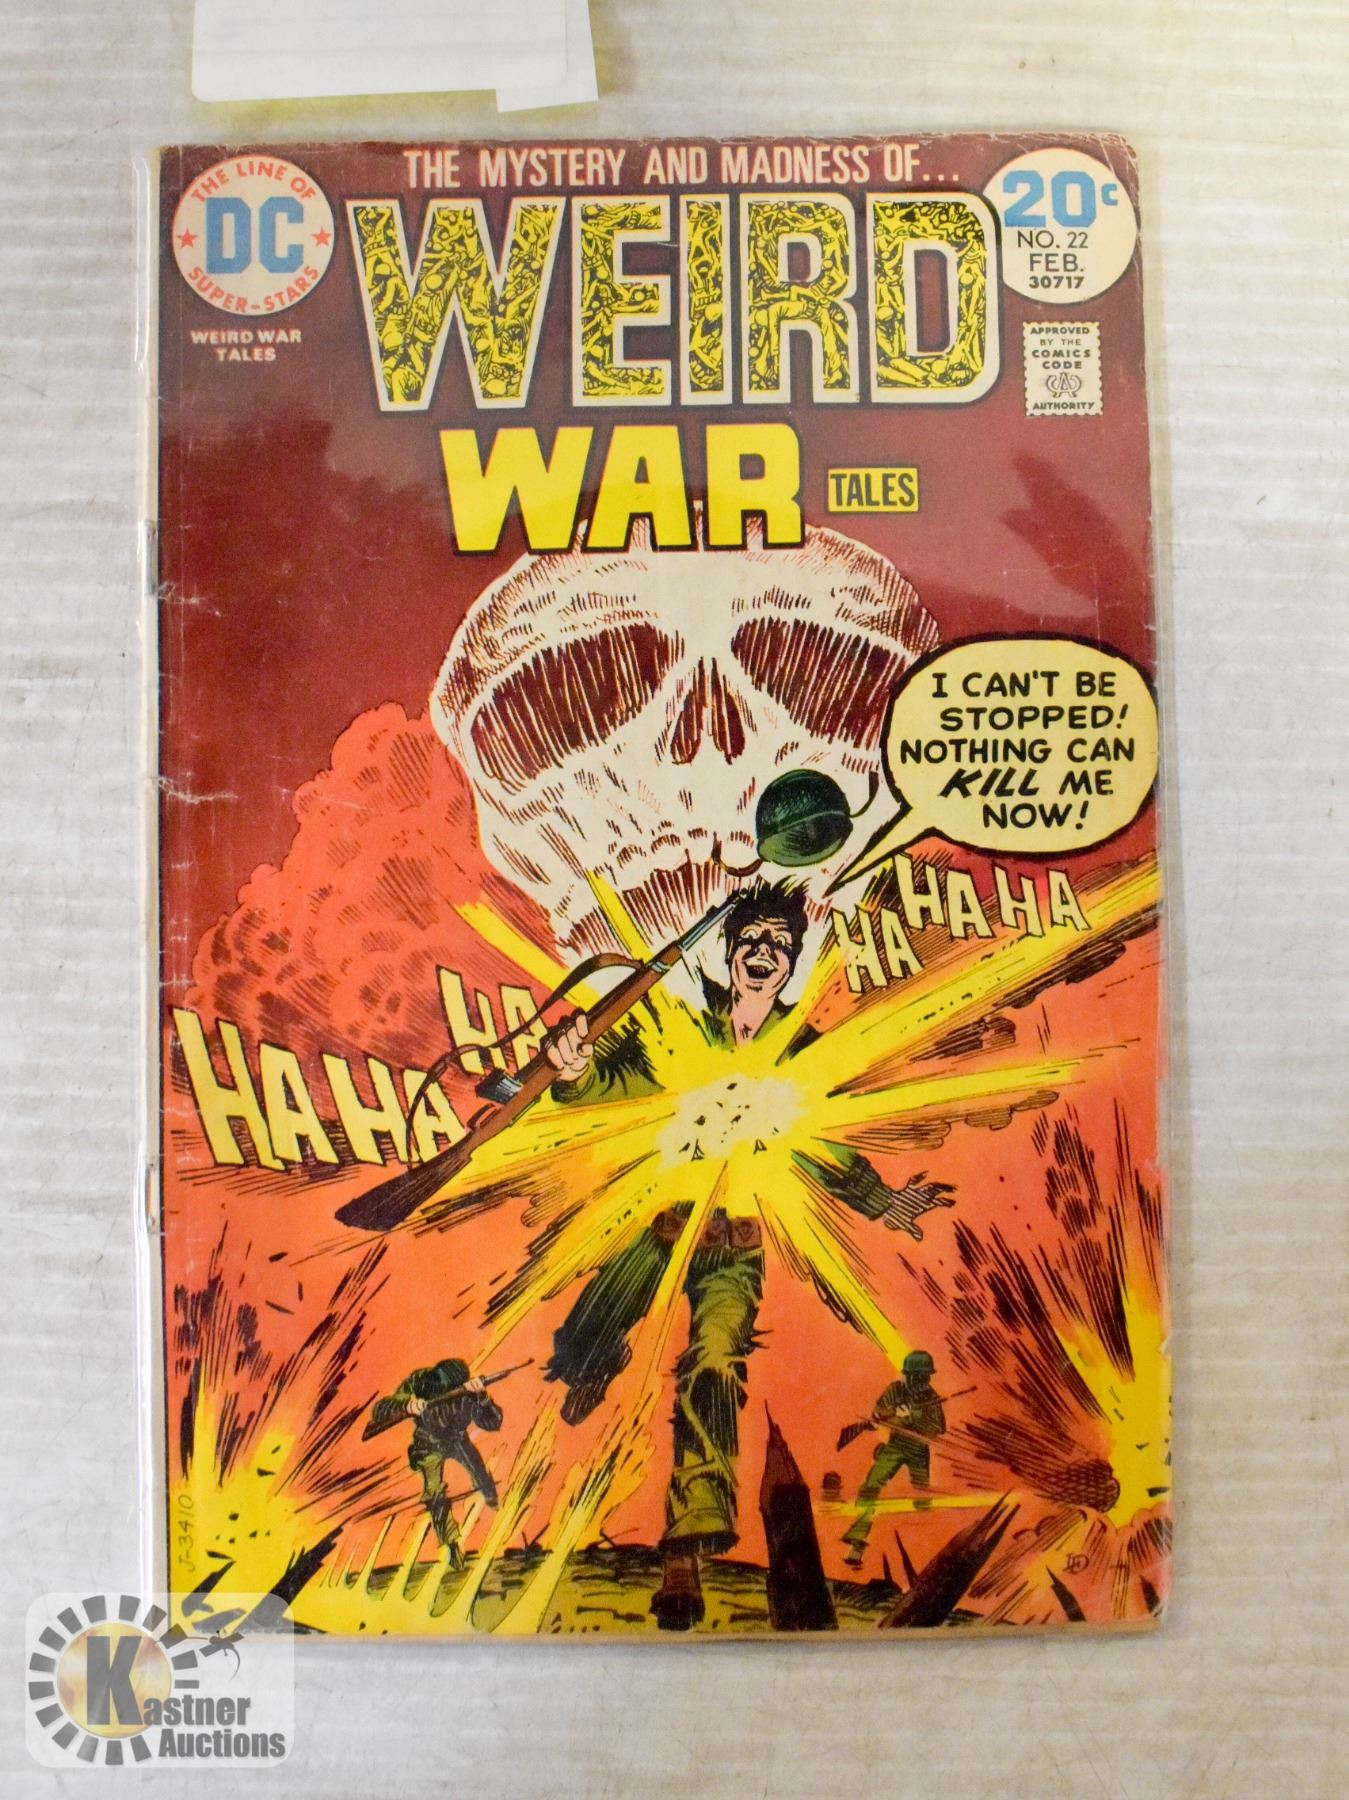 THE MYSTERY AND MADNESS OF...
THE LINE OF
DC
SUPER-STARS
WEIRD WAR
TALES
WEIRD
WAR
TALES
20¢
NO. 22
FEB.
30717
APPROVED
BY THE
COMICS
CODE
AUTHORITY
I CAN'T BE
STOPPED!
NOTHING CAN
KILL ME
NOW!
HA HA HA
HA HA HA
J-3410
LD
Kastner
Auctions